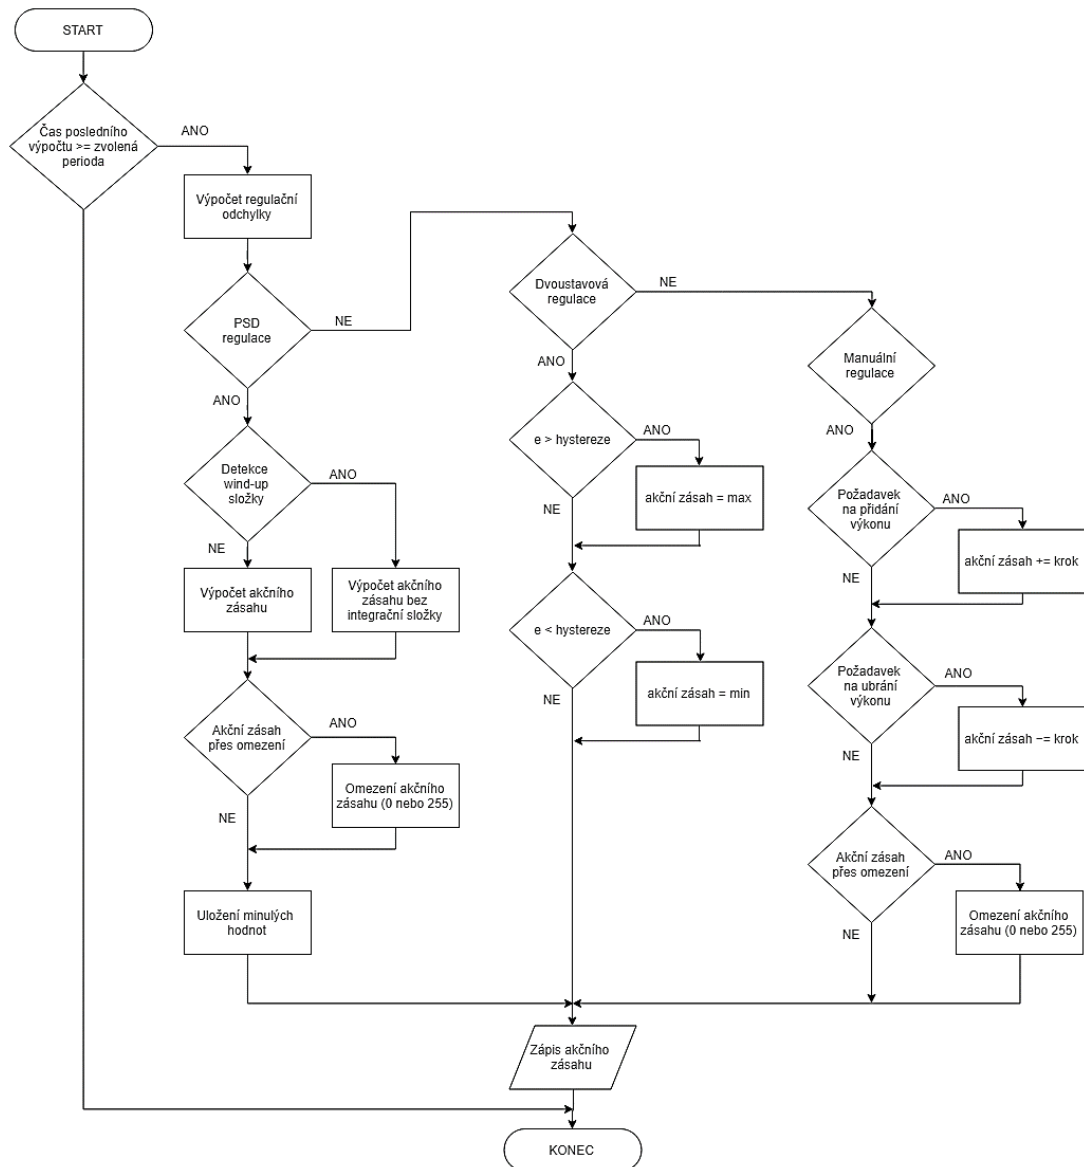 START
Čas posledního
výpočtu >= zvolená
perioda
ANO
Výpočet regulační
odchylky
PSD
regulace
NE
ANO
Detekce
wind-up
složky
ANO
NE
Výpočet akčního
zásahu
Výpočet akčního
zásahu bez
integrační složky
Akční zásah
přes omezení
ANO
Omezení akčního
zásahu (0 nebo 255)
NE
Uložení minulých
hodnot
Dvoustavová
regulace
NE
ANO
e > hystereze
ANO
akční zásah = max
NE
e < hystereze
ANO
akční zásah = min
NE
Manuální
regulace
ANO
Požadavek
na přidání
výkonu
ANO
akční zásah += krok
NE
Požadavek
na ubrání
výkonu
ANO
akční zásah −= krok
NE
Akční zásah
přes omezení
ANO
Omezení akčního
zásahu (0 nebo 255)
NE
Zápis akčního
zásahu
KONEC